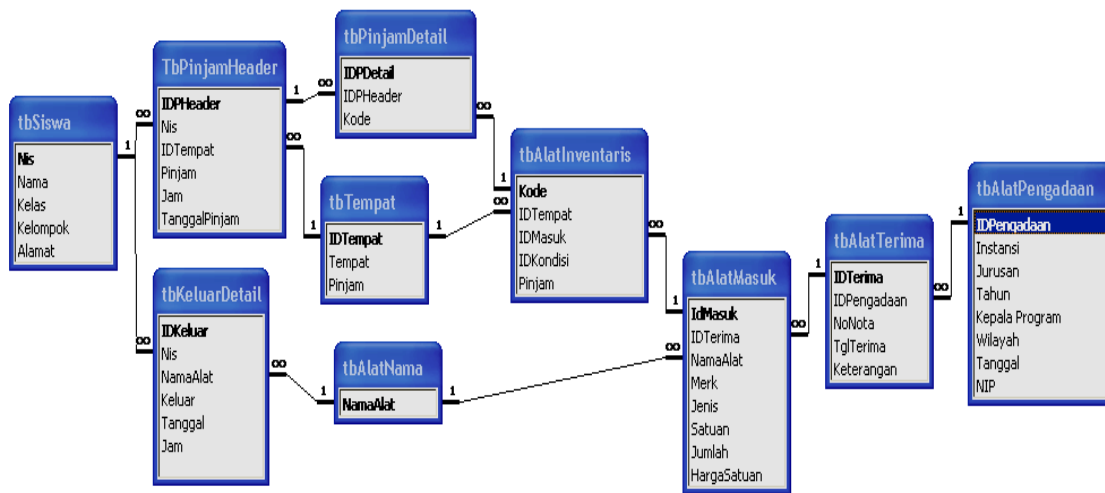 tbSiswa
Nis
Nama
Kelas
Kelompok
Alamat
TbPinjamHeader
IDPHeader
Nis
IDTempat
Pinjam
Jam
TanggalPinjam
tbPinjamDetail
IDPDetail
IDPHeader
Kode
tbTempat
IDTempat
Tempat
Pinjam
tbKeluarDetail
IDKeluar
Nis
NamaAlat
Keluar
Tanggal
Jam
tbAlatNama
NamaAlat
tbAlatInventaris
Kode
IDTempat
IDMasuk
IDKondisi
Pinjam
tbAlatMasuk
IdMasuk
IDTerima
NamaAlat
Merk
Jenis
Satuan
Jumlah
HargaSatuan
tbAlatTerima
IDTerima
IDPengadaan
NoNota
TglTerima
Keterangan
tbAlatPengadaan
IDPengadaan
Instansi
Jurusan
Tahun
Kepala Program
Wilayah
Tanggal
NIP
1
∞
∞
1
∞
∞
1
1
∞
∞
1
∞
1
1
∞
∞
1
∞
1
∞
1